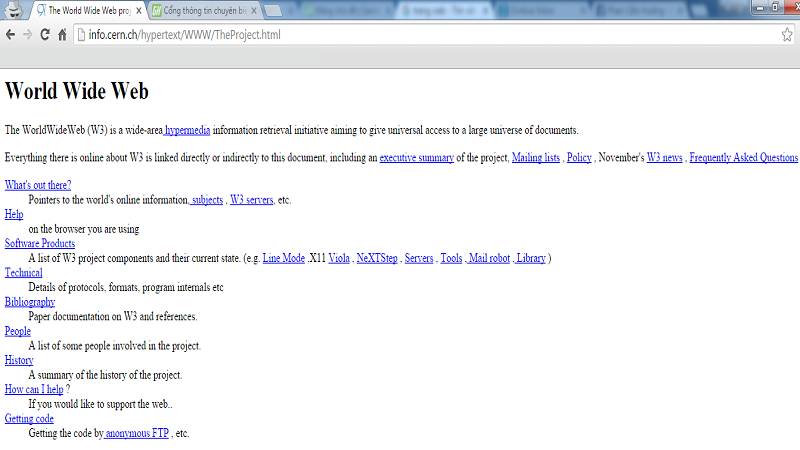 The World Wide Web proj
Cổng thông tin chuyên bi
info.cern.ch/hypertext/WWW/TheProject.html
World Wide Web
The WorldWideWeb (W3) is a wide-area hypermedia information retrieval initiative aiming to give universal access to a large universe of documents.
Everything there is online about W3 is linked directly or indirectly to this document, including an executive summary of the project, Mailing lists , Policy , November's W3 news , Frequently Asked Questions
What's out there?
Pointers to the world's online information, subjects , W3 servers, etc.
Help
on the browser you are using
Software Products
A list of W3 project components and their current state. (e.g. Line Mode ,X11 Viola , NeXTStep , Servers , Tools , Mail robot , Library )
Technical
Details of protocols, formats, program internals etc
Bibliography
Paper documentation on W3 and references.
People
A list of some people involved in the project.
History
A summary of the history of the project.
How can I help ?
If you would like to support the web..
Getting code
Getting the code by anonymous FTP , etc.